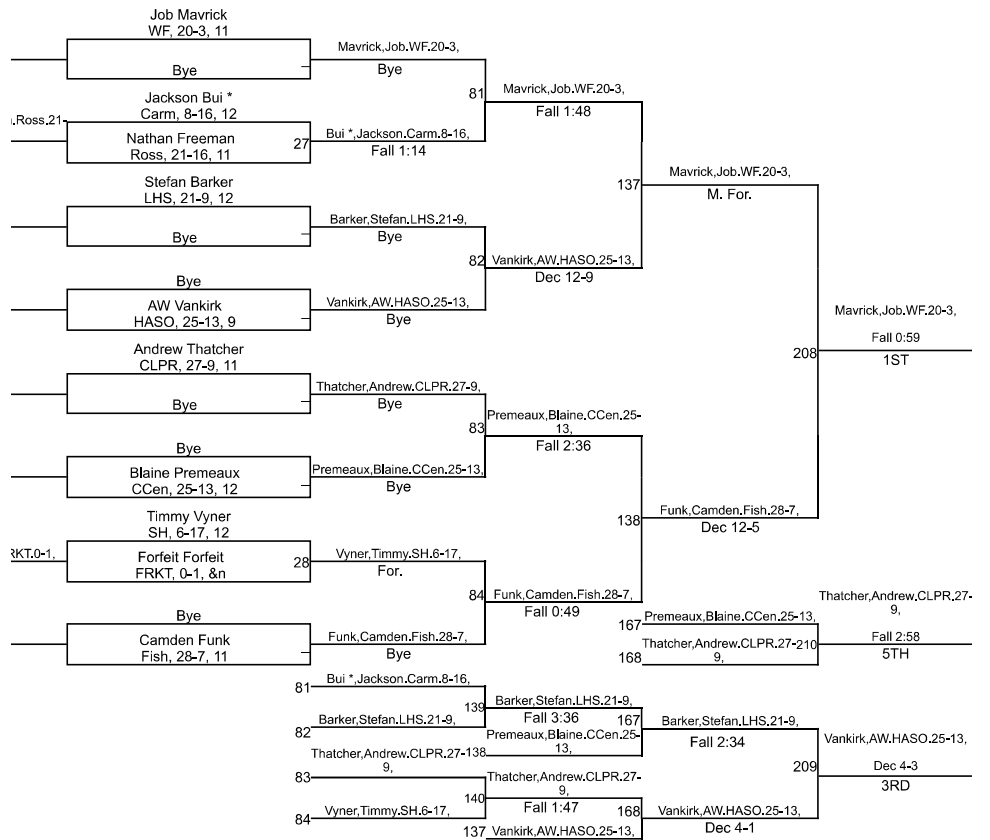 Job Mavrick
WF, 20-3, 11
Mavrick,Job.WF.20-3,
Bye
Bye
81
Mavrick,Job.WF.20-3,
Fall 1:48
Jackson Bui *
Carm, 8-16, 12
.Ross.21-
Nathan Freeman
Ross, 21-16, 11
27
Bui *,Jackson.Carm.8-16,
Fall 1:14
137
Mavrick,Job.WF.20-3,
M. For.
Stefan Barker
LHS, 21-9, 12
Barker,Stefan.LHS.21-9,
Bye
Bye
82
Vankirk,AW.HASO.25-13,
Dec 12-9
Bye
AW Vankirk
HASO, 25-13, 9
Vankirk,AW.HASO.25-13,
Bye
Mavrick,Job.WF.20-3,
Fall 0:59
208
1ST
Andrew Thatcher
CLPR, 27-9, 11
Thatcher,Andrew.CLPR.27-9,
Bye
Bye
83
Premeaux,Blaine.CCen.25-
13,
Fall 2:36
Bye
Blaine Premeaux
CCen, 25-13, 12
Premeaux,Blaine.CCen.25-13,
Bye
138
Funk,Camden.Fish.28-7,
Dec 12-5
Timmy Vyner
SH, 6-17, 12
RKT.0-1,
Forfeit Forfeit
FRKT, 0-1, &n
28
Vyner,Timmy.SH.6-17,
For.
84
Funk,Camden.Fish.28-7,
Fall 0:49
Bye
Camden Funk
Fish, 28-7, 11
Funk,Camden.Fish.28-7,
Bye
167
Premeaux,Blaine.CCen.25-13,
168
Thatcher,Andrew.CLPR.27-
9,
210
Thatcher,Andrew.CLPR.27-
9,
Fall 2:58
5TH
81
Bui *,Jackson.Carm.8-16,
82
Barker,Stefan.LHS.21-9,
139
Barker,Stefan.LHS.21-9,
Fall 3:36
138
Premeaux,Blaine.CCen.25-
13,
167
Barker,Stefan.LHS.21-9,
Fall 2:34
83
Thatcher,Andrew.CLPR.27-
9,
84
Vyner,Timmy.SH.6-17,
140
Thatcher,Andrew.CLPR.27-
9,
Fall 1:47
137
Vankirk,AW.HASO.25-13,
168
Vankirk,AW.HASO.25-13,
Dec 4-1
209
Vankirk,AW.HASO.25-13,
Dec 4-3
3RD